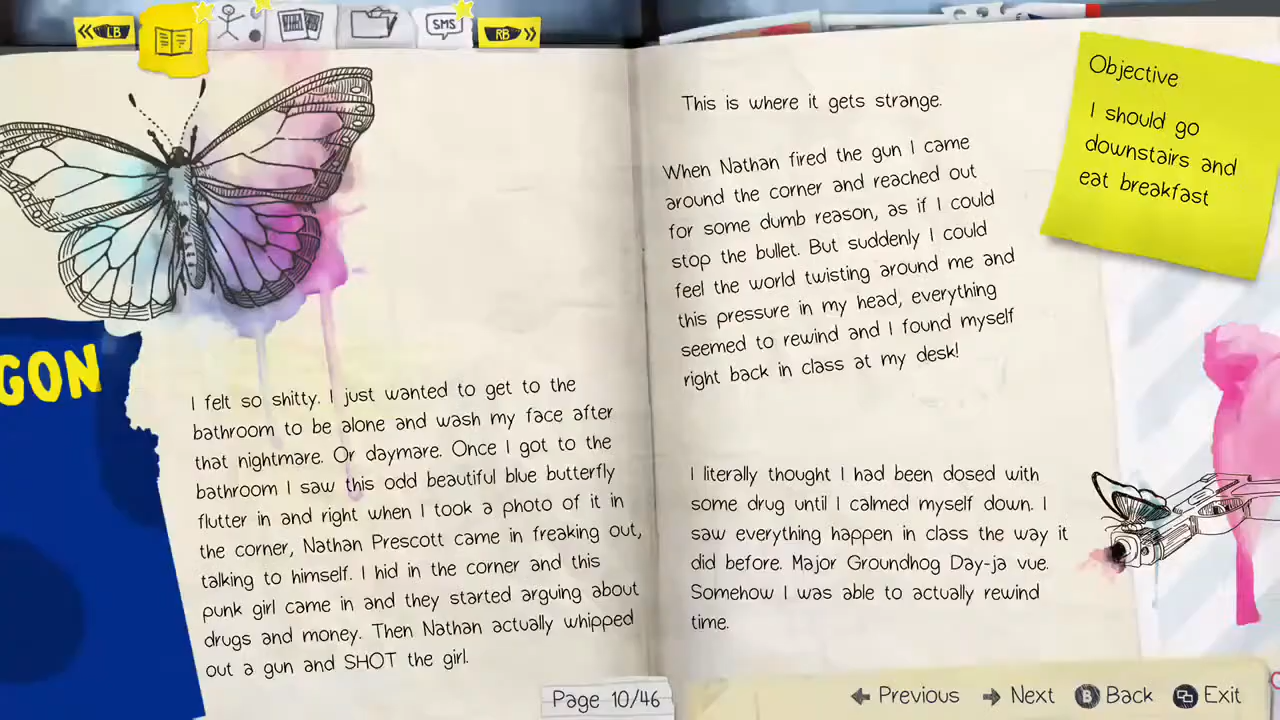 LB
SMS
RB
GON
I felt so shitty. I just wanted to get to the
bathroom to be alone and wash my face after
that nightmare. Or daymare. Once I got to the
bathroom I saw this odd beautiful blue butterfly
flutter in and right when I took a photo of it in
the corner, Nathan Prescott came in freaking out,
talking to himself. I hid in the corner and this
punk girl came in and they started arguing about
drugs and money. Then Nathan actually whipped
out a gun and SHOT the girl.
This is where it gets strange.
When Nathan fired the gun I came
around the corner and reached out
for some dumb reason, as if I could
stop the bullet. But suddenly I could
feel the world twisting around me and
this pressure in my head, everything
seemed to rewind and I found myself
right back in class at my desk!
I literally thought I had been dosed with
some drug until I calmed myself down. I
saw everything happen in class the way it
did before. Major Groundhog Day-ja vue.
Somehow I was able to actually rewind
time.
Objective
I should go
downstairs and
eat breakfast
Page 10/46
Previous
Next
B Back
Exit